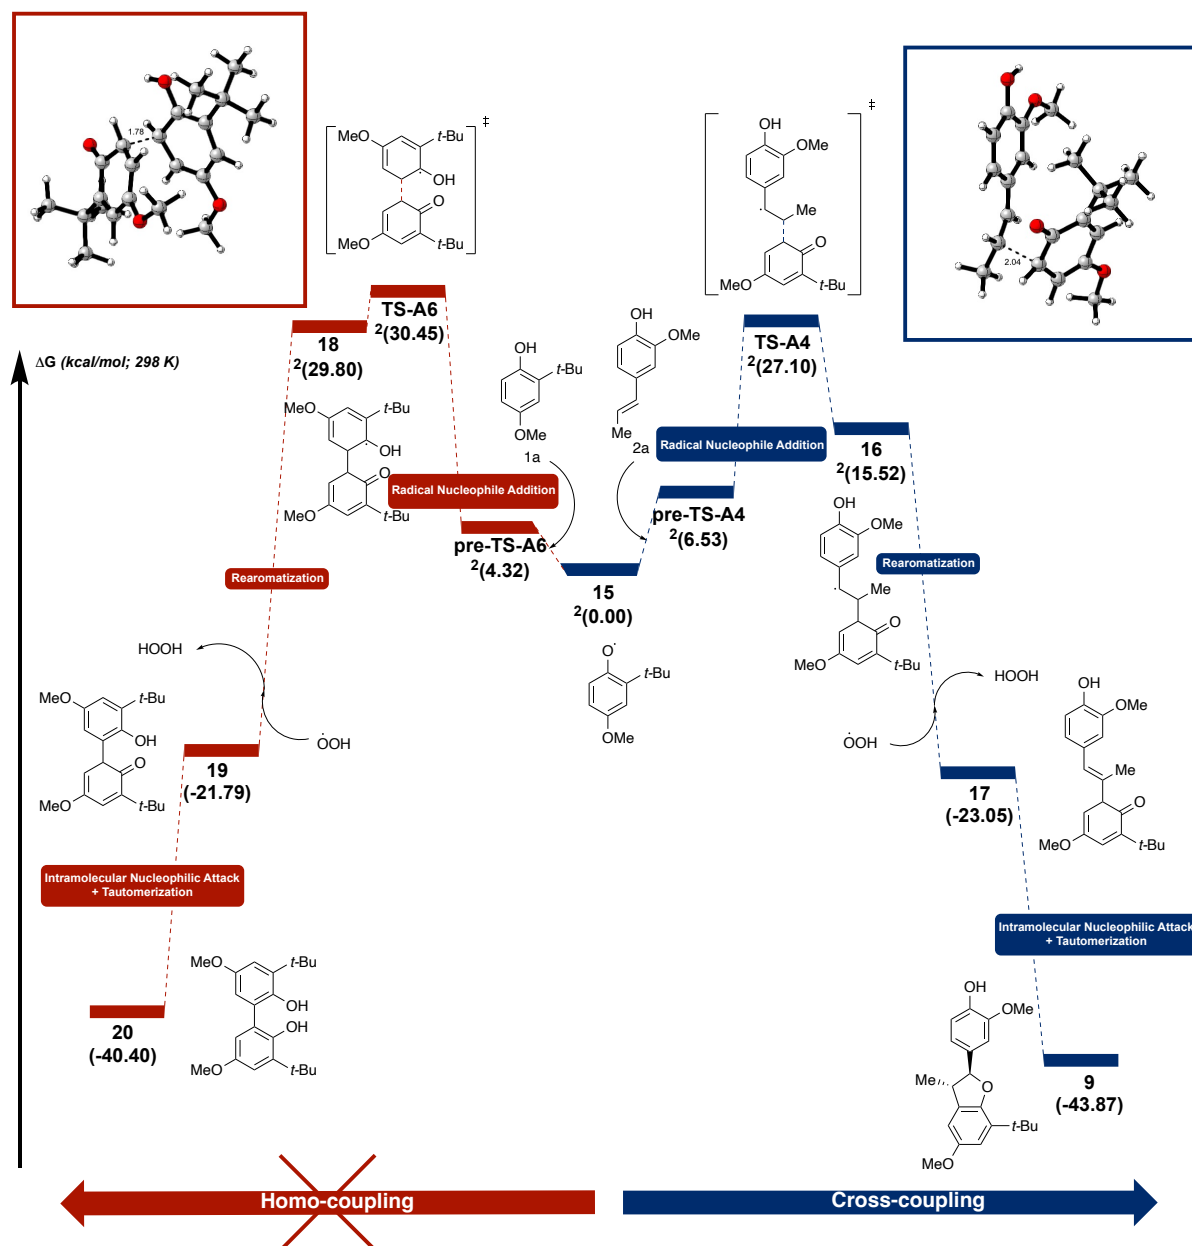 1.78
2.04
‡
‡
MeO
t-Bu
OH
O
MeO
t-Bu
OH
OMe
Me
O
MeO
t-Bu
TS-A6
2(30.45)
18
2(29.80)
ΔG (kcal/mol; 298 K)
OH
t-Bu
OMe
1a
OH
OMe
Me
2a
TS-A4
2(27.10)
Radical Nucleophile Addition
16
2(15.52)
MeO
t-Bu
OH
O
MeO
t-Bu
Radical Nucleophile Addition
pre-TS-A6
2(4.32)
pre-TS-A4
2(6.53)
15
2(0.00)
O·
t-Bu
OMe
OH
OMe
Me
O
MeO
t-Bu
Rearomatization
Rearomatization
HOOH
·OOH
HOOH
·OOH
MeO
t-Bu
OH
O
MeO
t-Bu
19
(-21.79)
17
(-23.05)
OH
OMe
Me
O
MeO
t-Bu
Intramolecular Nucleophilic Attack
+ Tautomerization
Intramolecular Nucleophilic Attack
+ Tautomerization
20
(-40.40)
MeO
t-Bu
OH
OH
MeO
t-Bu
OH
OMe
Me
O
t-Bu
MeO
9
(-43.87)
Homo-coupling
Cross-coupling